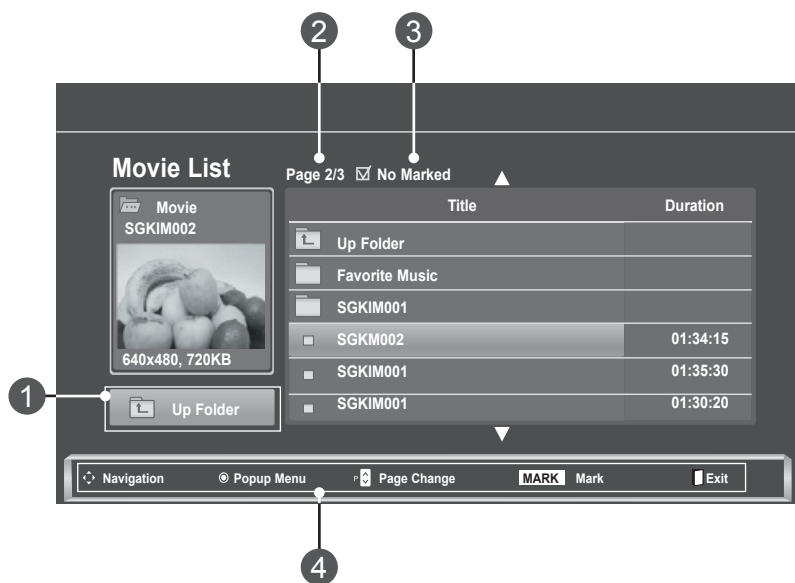 2 3
Movie List
Page 2/3 No Marked
Movie
SGKIM002
640x480, 720KB
1
Up Folder
Title Duration
Up Folder
Favorite Music
SGKIM001
SGKM002 01:34:15
SGKIM001 01:35:30
SGKIM001 01:30:20
Navigation Popup Menu P Page Change MARK Mark Exit
4